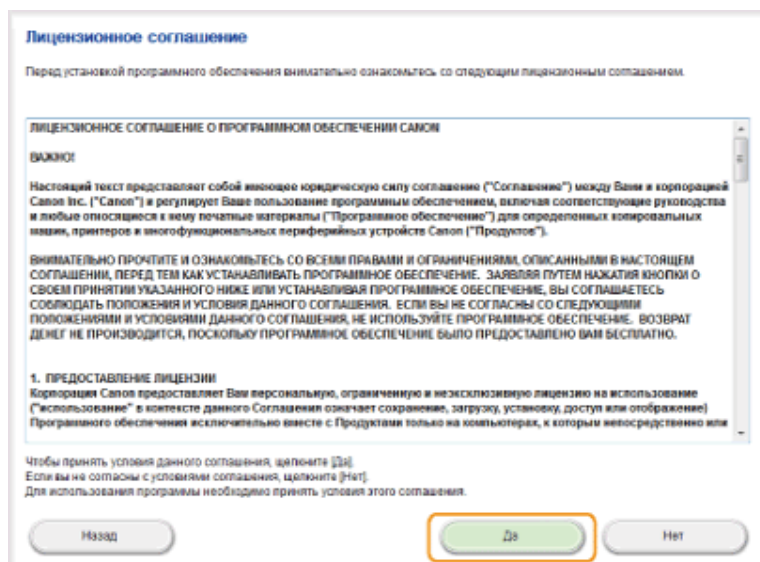 Лицензионное соглашение
Перед установкой программного обеспечения внимательно ознакомьтесь со следующим лицензионным соглашением.
ЛИЦЕНЗИОННОЕ СОГЛАШЕНИЕ О ПРОГРАММНОМ ОБЕСПЕЧЕНИИ CANON
ВАЖНО!
Настоящий текст представляет собой имеющее юридическую силу соглашение ("Соглашение") между Вами и корпорацией
Canon Inc. ("Canon") и регулирует Ваше пользование программным обеспечением, включая соответствующие руководства
и любые относящиеся к нему печатные материалы ("Программное обеспечение") для определенных копировальных
машин, принтеров и многофункциональных периферийных устройств Canon ("Продуктов").
ВНИМАТЕЛЬНО ПРОЧТИТЕ И ОЗНАКОМЬТЕСЬ СО ВСЕМИ ПРАВАМИ И ОГРАНИЧЕНИЯМИ, ОПИСАННЫМИ В НАСТОЯЩЕМ
СОГЛАШЕНИИ, ПЕРЕД ТЕМ КАК УСТАНАВЛИВАТЬ ПРОГРАММНОЕ ОБЕСПЕЧЕНИЕ. ЗАЯВЛЯЯ ПУТЕМ НАЖАТИЯ КНОПКИ О
СВОЕМ ПРИНЯТИИ УКАЗАННОГО НИЖЕ ИЛИ УСТАНАВЛИВАЯ ПРОГРАММНОЕ ОБЕСПЕЧЕНИЕ, ВЫ СОГЛАШАЕТЕСЬ
СОБЛЮДАТЬ ПОЛОЖЕНИЯ И УСЛОВИЯ ДАННОГО СОГЛАШЕНИЯ. ЕСЛИ ВЫ НЕ СОГЛАСНЫ СО СЛЕДУЮЩИМИ
ПОЛОЖЕНИЯМИ И УСЛОВИЯМИ ДАННОГО СОГЛАШЕНИЯ, НЕ ИСПОЛЬЗУЙТЕ ПРОГРАММНОЕ ОБЕСПЕЧЕНИЕ. ВОЗВРАТ
ДЕНЕГ НЕ ПРОИЗВОДИТСЯ, ПОСКОЛЬКУ ПРОГРАММНОЕ ОБЕСПЕЧЕНИЕ БЫЛО ПРЕДОСТАВЛЕНО ВАМ БЕСПЛАТНО.
1. ПРЕДОСТАВЛЕНИЕ ЛИЦЕНЗИИ
Корпорация Canon предоставляет Вам персональную, ограниченную и неэксклюзивную лицензию на использование
("использование" в контексте данного Соглашения означает сохранение, загрузку, установку, доступ или отображение)
Программного обеспечения исключительно вместе с Продуктами только на компьютерах, к которым непосредственно или
Чтобы принять условия данного соглашения, щелкните [Да].
Если вы не согласны с условиями соглашения, щелкните [Нет].
Для использования программы необходимо принять условия этого соглашения.
Назад Да Нет